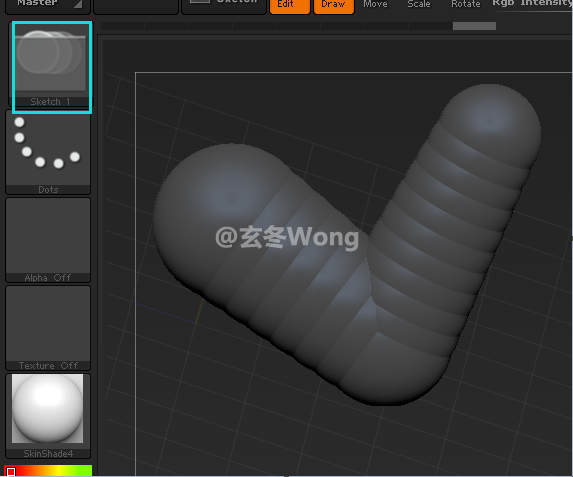 Master
Sketch
Edit
Draw
Move
Scale
Rotate
Rgb Intensity
Sketch 1
Dots
Alpha Off
Texture Off
SkinShade4
@玄冬Wong